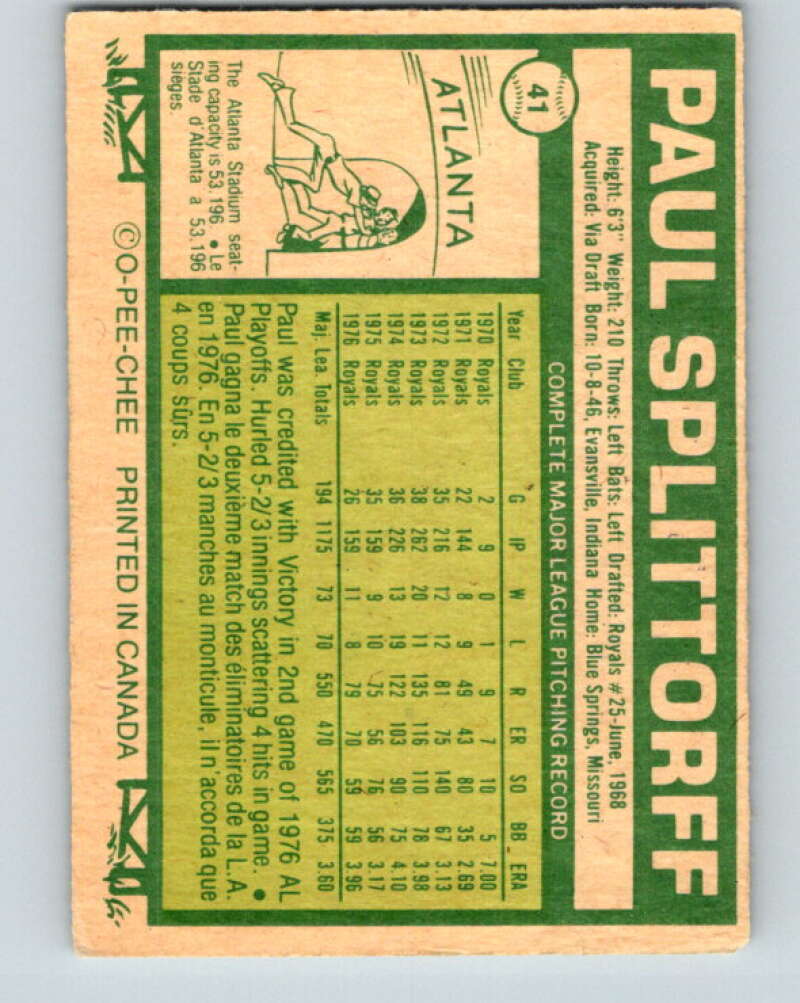 41
PAUL SPLITTORFF
Height: 6'3" Weight: 210 Throws: Left Bats: Left Drafted: Royals #25-June, 1968
Acquired: Via Draft Born: 10-8-46, Evansville, Indiana Home: Blue Springs, Missouri
COMPLETE MAJOR LEAGUE PITCHING RECORD
Year Club G IP W L R ER SO BB ERA
1970 Royals 2 9 0 1 9 7 10 5 7.00
1971 Royals 22 144 8 9 49 43 80 35 2.69
1972 Royals 35 216 12 12 81 75 140 67 3.13
1973 Royals 38 262 20 11 135 116 110 78 3.98
1974 Royals 36 226 13 19 122 103 90 75 4.10
1975 Royals 35 159 9 10 75 56 76 56 3.17
1976 Royals 26 159 11 8 79 70 59 59 3.96
Maj. Lea. Totals 194 1175 73 70 550 470 565 375 3.60
Paul was credited with Victory in 2nd game of 1976 AL
Playoffs. Hurled 5-2/3 innings scattering 4 hits in game. •
Paul gagna le deuxième match des éliminatoires de la L.A.
en 1976. En 5-2/3 manches au monticule, il n'accorda que
4 coups sûrs.
ATLANTA
The Atlanta Stadium seat-
ing capacity is 53.196 • Le
Stade d'Atlanta a 53.196
sièges.
©O-PEE-CHEE PRINTED IN CANADA